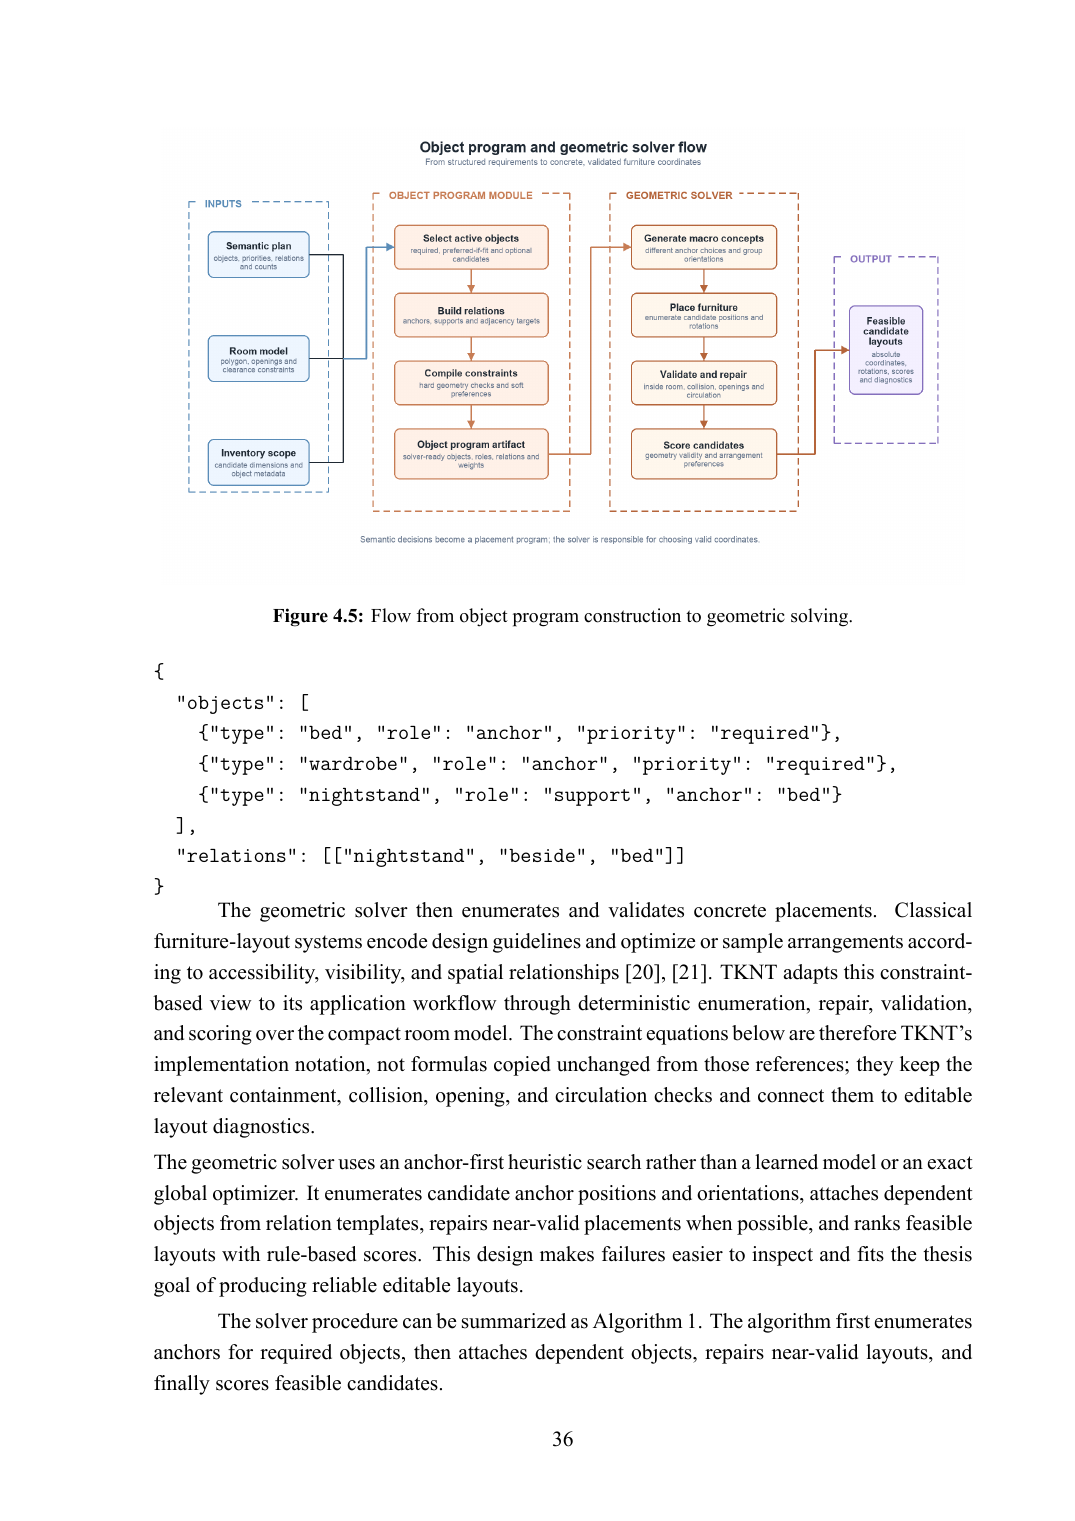 Object program and geometric solver flow
From structured requirements to concrete, validated furniture coordinates
INPUTS
Semantic plan
objects, priorities, relations
and counts
Room model
polygon, openings and
clearance constraints
Inventory scope
candidate dimensions and
object metadata
OBJECT PROGRAM MODULE
Select active objects
required, preferred-if-fit and optional
candidates
Build relations
anchors, supports and adjacency targets
Compile constraints
hard geometry checks and soft
preferences
Object program artifact
solver-ready objects, roles, relations and
weights
GEOMETRIC SOLVER
Generate macro concepts
different anchor choices and group
orientations
Place furniture
enumerate candidate positions and
rotations
Validate and repair
inside room, collision, openings and
circulation
Score candidates
geometry validity and arrangement
preferences
OUTPUT
Feasible
candidate
layouts
absolute
coordinates,
rotations, scores
and diagnostics
Semantic decisions become a placement program; the solver is responsible for choosing valid coordinates.
Figure 4.5: Flow from object program construction to geometric solving.
{
  "objects": [
    {"type": "bed", "role": "anchor", "priority": "required"},
    {"type": "wardrobe", "role": "anchor", "priority": "required"},
    {"type": "nightstand", "role": "support", "anchor": "bed"}
  ],
  "relations": [["nightstand", "beside", "bed"]]
}
The geometric solver then enumerates and validates concrete placements. Classical
furniture-layout systems encode design guidelines and optimize or sample arrangements accord-
ing to accessibility, visibility, and spatial relationships [20], [21]. TKNT adapts this constraint-
based view to its application workflow through deterministic enumeration, repair, validation,
and scoring over the compact room model. The constraint equations below are therefore TKNT's
implementation notation, not formulas copied unchanged from those references; they keep the
relevant containment, collision, opening, and circulation checks and connect them to editable
layout diagnostics.
The geometric solver uses an anchor-first heuristic search rather than a learned model or an exact
global optimizer. It enumerates candidate anchor positions and orientations, attaches dependent
objects from relation templates, repairs near-valid placements when possible, and ranks feasible
layouts with rule-based scores. This design makes failures easier to inspect and fits the thesis
goal of producing reliable editable layouts.
The solver procedure can be summarized as Algorithm 1. The algorithm first enumerates
anchors for required objects, then attaches dependent objects, repairs near-valid layouts, and
finally scores feasible candidates.
36